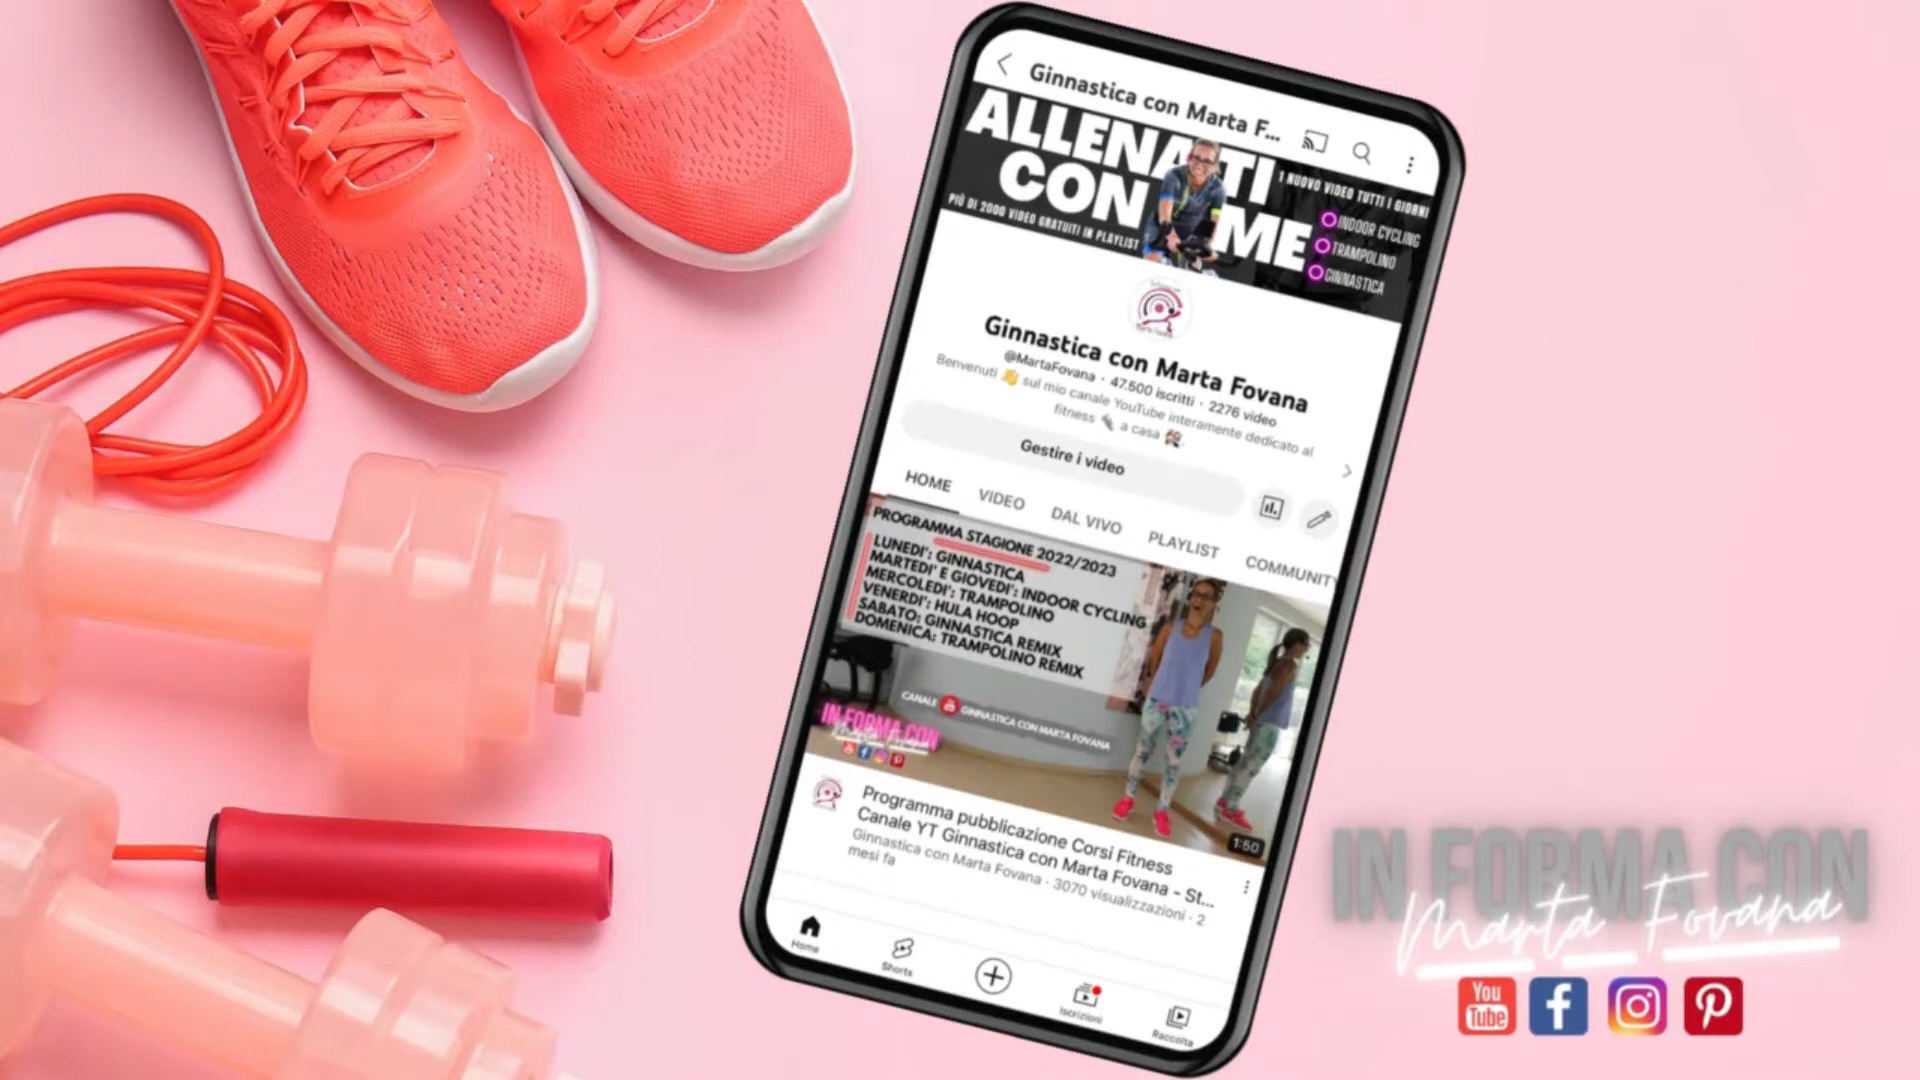 Ginnastica con Marta F...
ALLENATI
CON ME
PIÙ DI 2000 VIDEO GRATUITI IN PLAYLIST
1 NUOVO VIDEO TUTTI I GIORNI
INDOOR CYCLING
TRAMPOLINO
GINNASTICA
Ginnastica con Marta Fovana
@MartaFovana · 47.500 iscritti · 2276 video
Benvenuti 👋 sul mio canale YouTube interamente dedicato al
fitness a casa
Gestire i video
HOME VIDEO DAL VIVO PLAYLIST COMMUNITY
PROGRAMMA STAGIONE 2022/2023
LUNEDI': GINNASTICA
MARTEDI' E GIOVEDI': INDOOR CYCLING
MERCOLEDI': TRAMPOLINO
VENERDI': HULA HOOP
SABATO: GINNASTICA REMIX
DOMENICA: TRAMPOLINO REMIX
CANALE GINNASTICA CON MARTA FOVANA
IN FORMA CON
Marta Fovana
1:50
Programma pubblicazione Corsi Fitness
Canale YT Ginnastica con Marta Fovana - St...
Ginnastica con Marta Fovana · 3070 visualizzazioni · 2
mesi fa
Home Shorts Iscrizioni Raccolta
IN FORMA CON
Marta Fovana
You
Tube